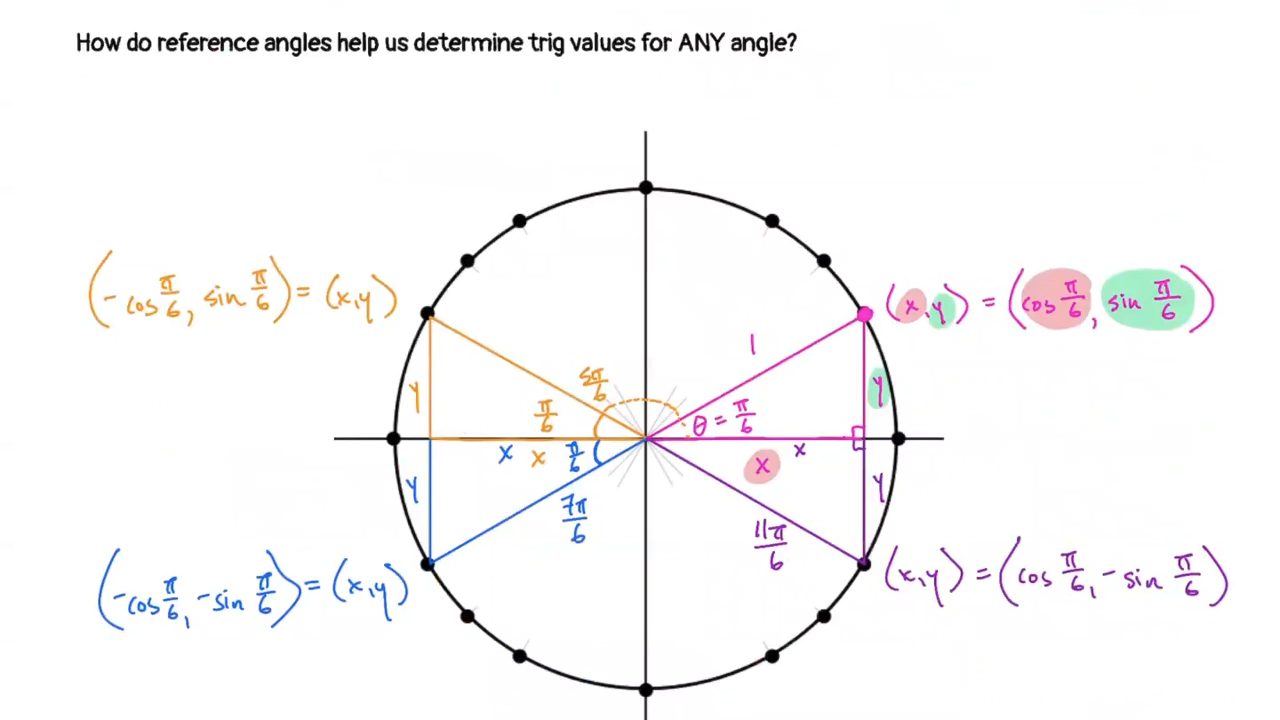 How do reference angles help us determine trig values for ANY angle?
(-cos π/6, sin π/6) = (x,y)
(x,y) = (cos π/6, sin π/6)
1
y
5π/6
y
π/6
θ = π/6
x
x
π/6
x
x
y
7π/6
y
11π/6
(-cos π/6, -sin π/6) = (x,y)
(x,y) = (cos π/6, -sin π/6)